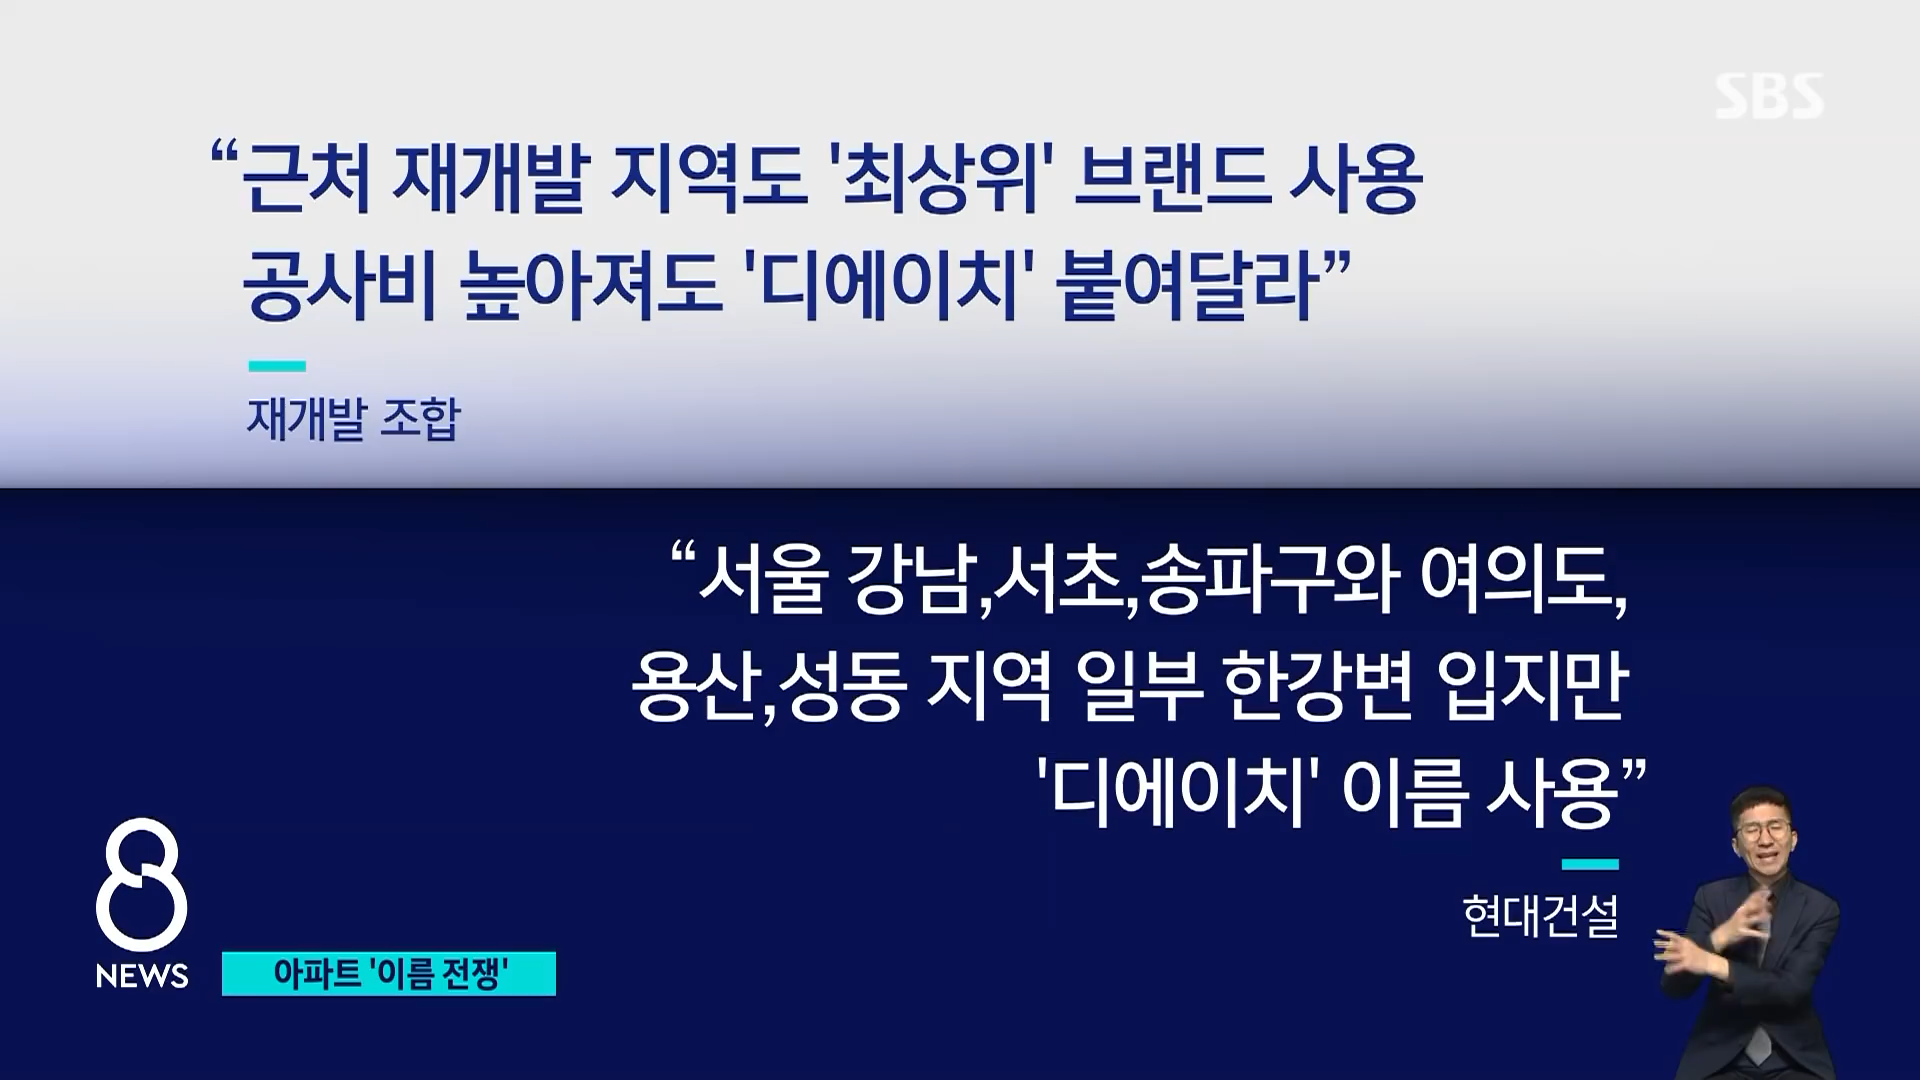 SBS
“근처 재개발 지역도 '최상위' 브랜드 사용
공사비 높아져도 '디에이치' 붙여달라”
재개발 조합
“서울 강남,서초,송파구와 여의도,
용산,성동 지역 일부 한강변 입지만
'디에이치' 이름 사용”
현대건설
8
NEWS
아파트 '이름 전쟁'